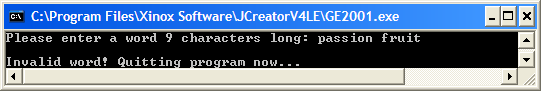 C:\Program Files\Xinox Software\JCreatorV4LE\GE2001.exe
Please enter a word 9 characters long: passion fruit
Invalid word! Quitting program now...